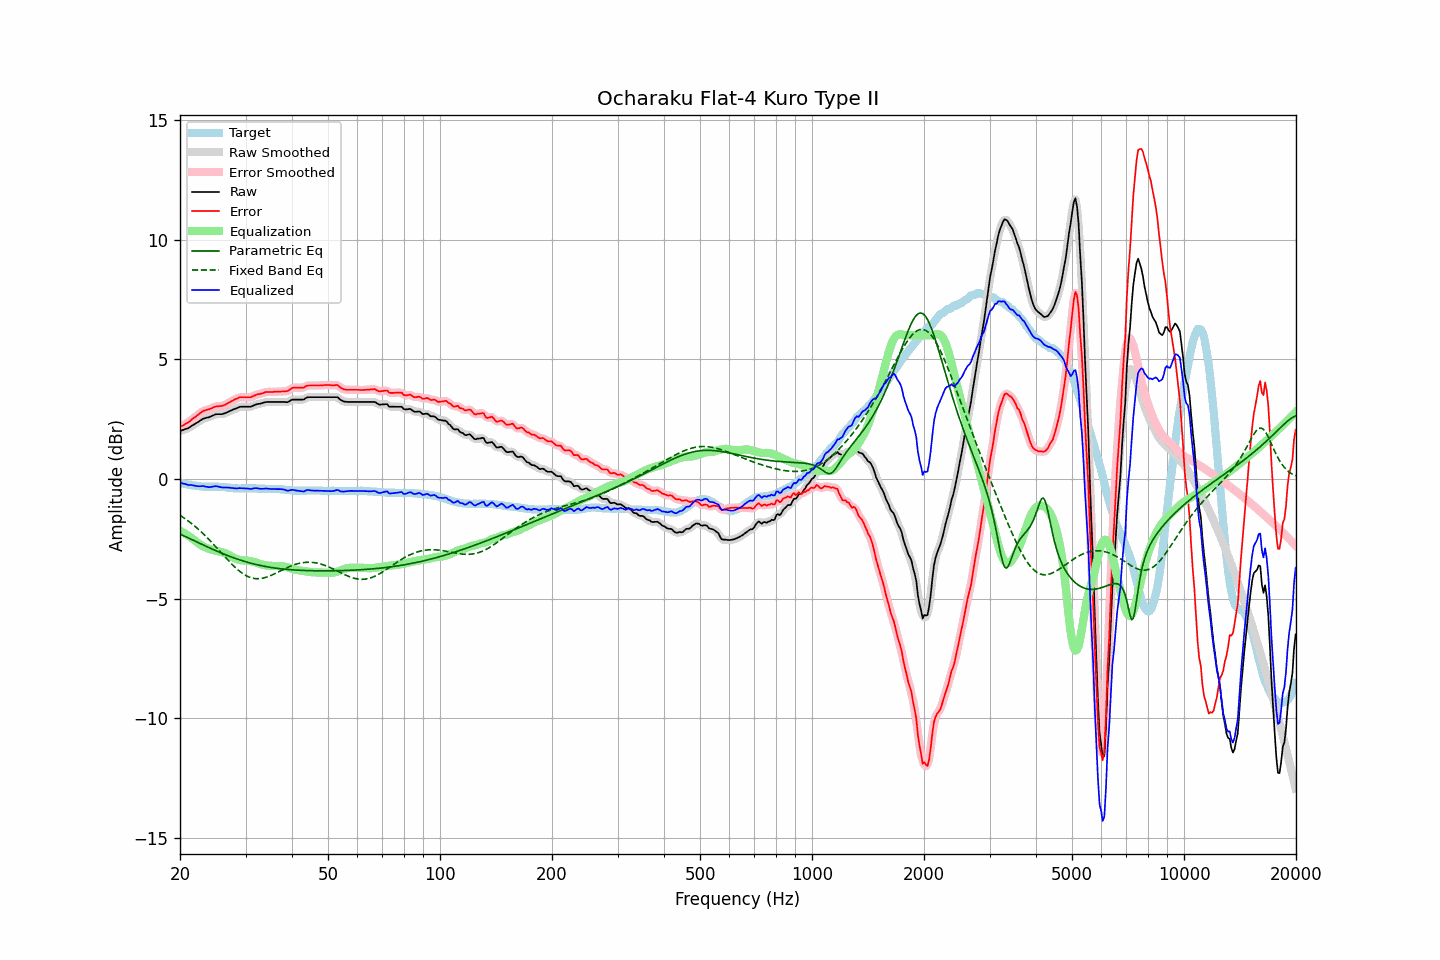 Ocharaku Flat-4 Kuro Type II
Target
Raw Smoothed
Error Smoothed
Raw
Error
Equalization
Parametric Eq
Fixed Band Eq
Equalized
Amplitude (dBr)
15
10
5
0
−5
−10
−15
20 50 100 200 500 1000 2000 5000 10000 20000
Frequency (Hz)